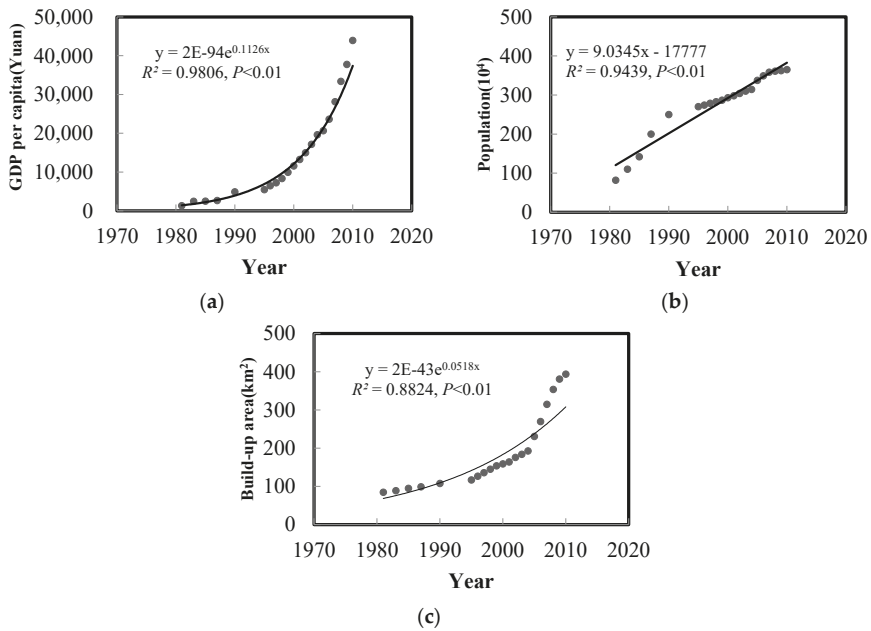 GDP per capita(Yuan)
50,000
40,000
30,000
20,000
10,000
0
y = 2E-94e^0.1126x
R² = 0.9806, P<0.01
1970 1980 1990 2000 2010 2020
Year
(a)
Population(10⁴)
500
400
300
200
100
0
y = 9.0345x - 17777
R² = 0.9439, P<0.01
1970 1980 1990 2000 2010 2020
Year
(b)
Build-up area(km²)
500
400
300
200
100
0
y = 2E-43e^0.0518x
R² = 0.8824, P<0.01
1970 1980 1990 2000 2010 2020
Year
(c)